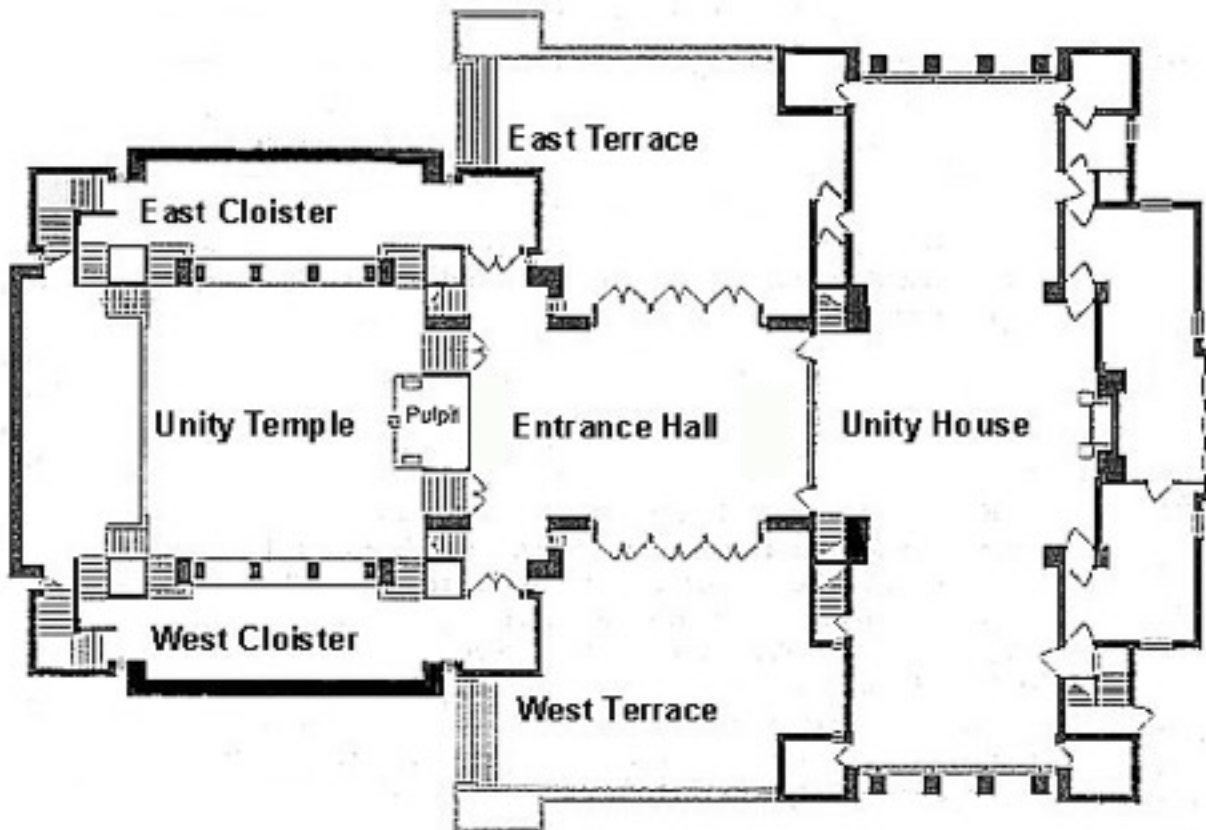 East Terrace
East Cloister
Unity Temple
Pulpit
Entrance Hall
Unity House
West Cloister
West Terrace